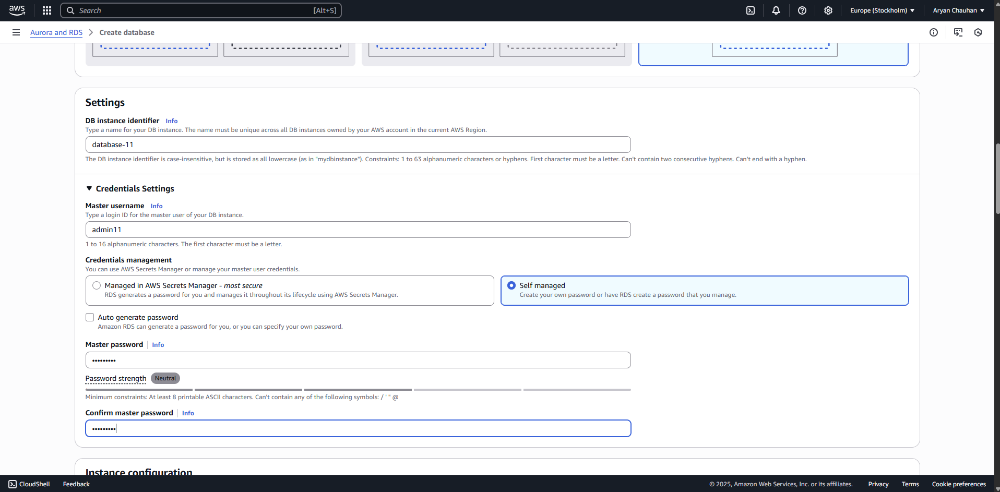 aws
Search
[Alt+S]
Europe (Stockholm)
Aryan Chauhan
Aurora and RDS
Create database
Settings
DB instance identifier Info
Type a name for your DB instance. The name must be unique across all DB instances owned by your AWS account in the current AWS Region.
database-11
The DB instance identifier is case-insensitive, but is stored as all lowercase (as in "mydbinstance"). Constraints: 1 to 63 alphanumeric characters or hyphens. First character must be a letter. Can't contain two consecutive hyphens. Can't end with a hyphen.
Credentials Settings
Master username Info
Type a login ID for the master user of your DB instance.
admin11
1 to 16 alphanumeric characters. The first character must be a letter.
Credentials management
You can use AWS Secrets Manager or manage your master user credentials.
Managed in AWS Secrets Manager - most secure
RDS generates a password for you and manages it throughout its lifecycle using AWS Secrets Manager.
Self managed
Create your own password or have RDS create a password that you manage.
Auto generate password
Amazon RDS can generate a password for you, or you can specify your own password.
Master password Info
•••••••••
Password strength Neutral
Minimum constraints: At least 8 printable ASCII characters. Can't contain any of the following symbols: / ' " @
Confirm master password Info
•••••••••
Instance configuration
CloudShell
Feedback
© 2025, Amazon Web Services, Inc. or its affiliates.
Privacy
Terms
Cookie preferences